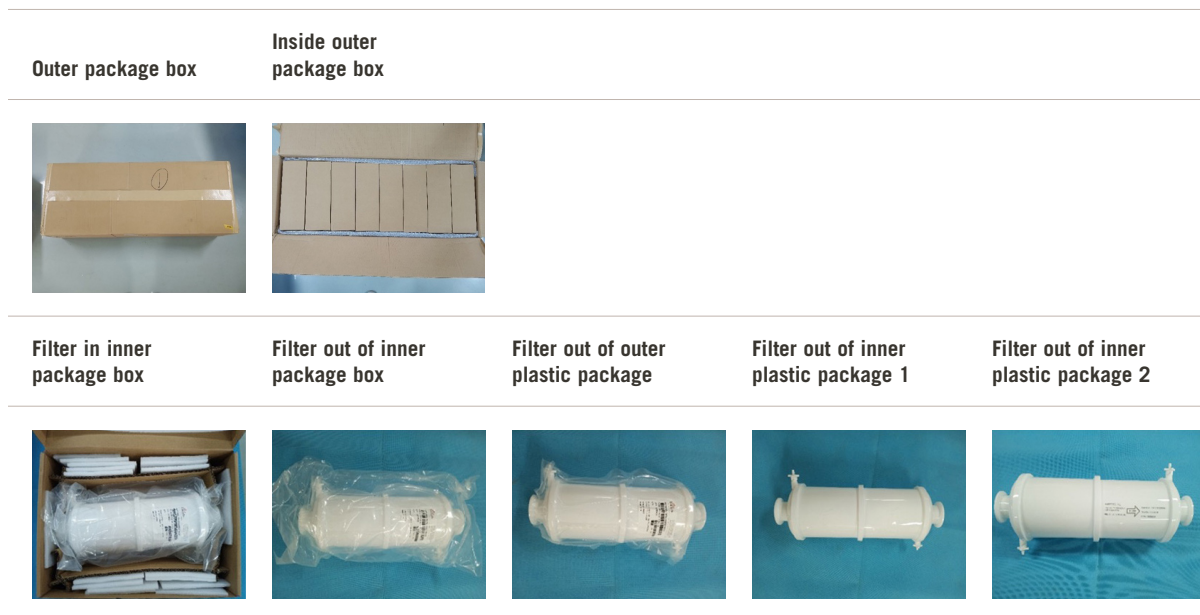 Outer package box
Inside outer
package box
Filter in inner
package box
Filter out of inner
package box
Filter out of outer
plastic package
Filter out of inner
plastic package 1
Filter out of inner
plastic package 2